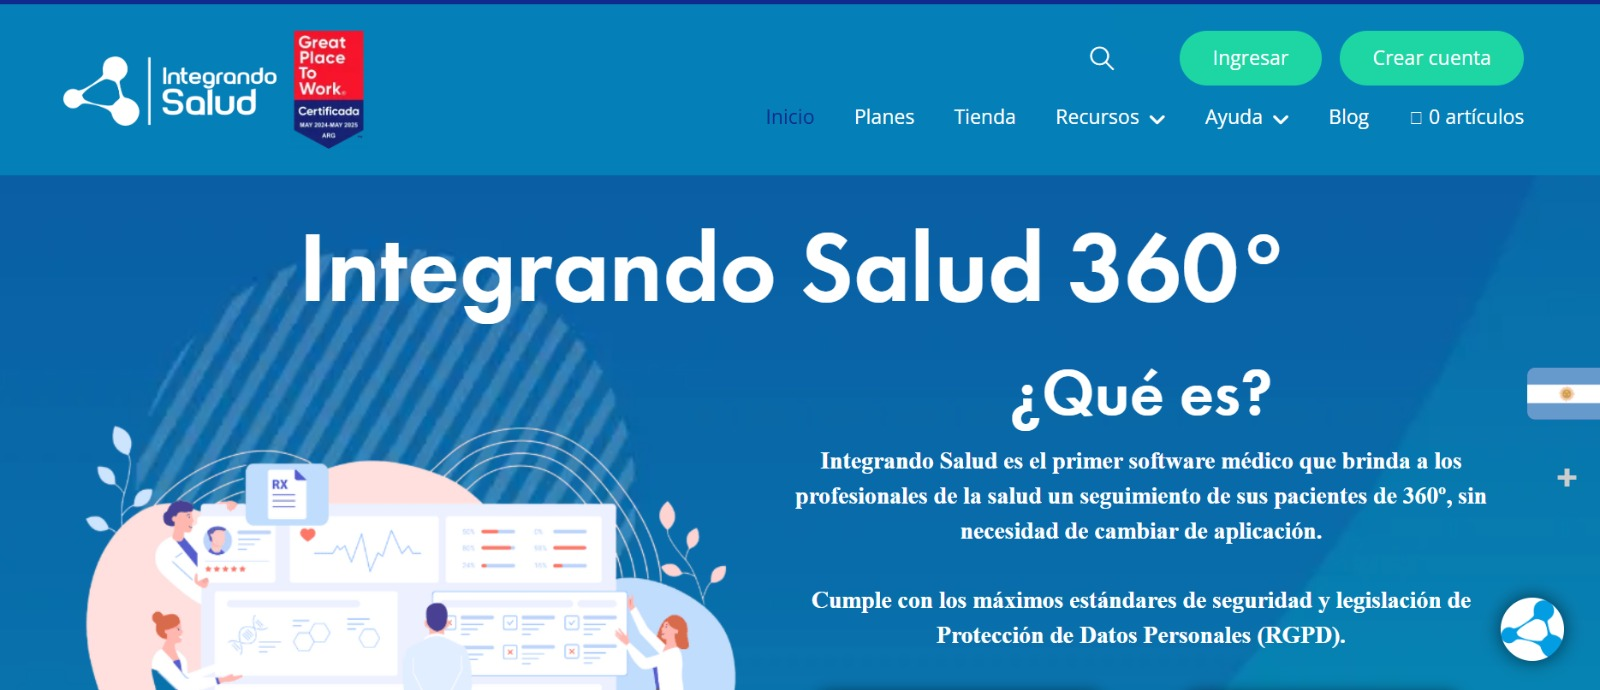 Great
Place
To
Work.
Certificada
MAY 2024-MAY 2025
ARG
Integrando
Salud
Ingresar
Crear cuenta
Inicio
Planes
Tienda
Recursos
Ayuda
Blog
0 artículos
Integrando Salud 360°
¿Qué es?
Integrando Salud es el primer software médico que brinda a los
profesionales de la salud un seguimiento de sus pacientes de 360º, sin
necesidad de cambiar de aplicación.
Cumple con los máximos estándares de seguridad y legislación de
Protección de Datos Personales (RGPD).
RX